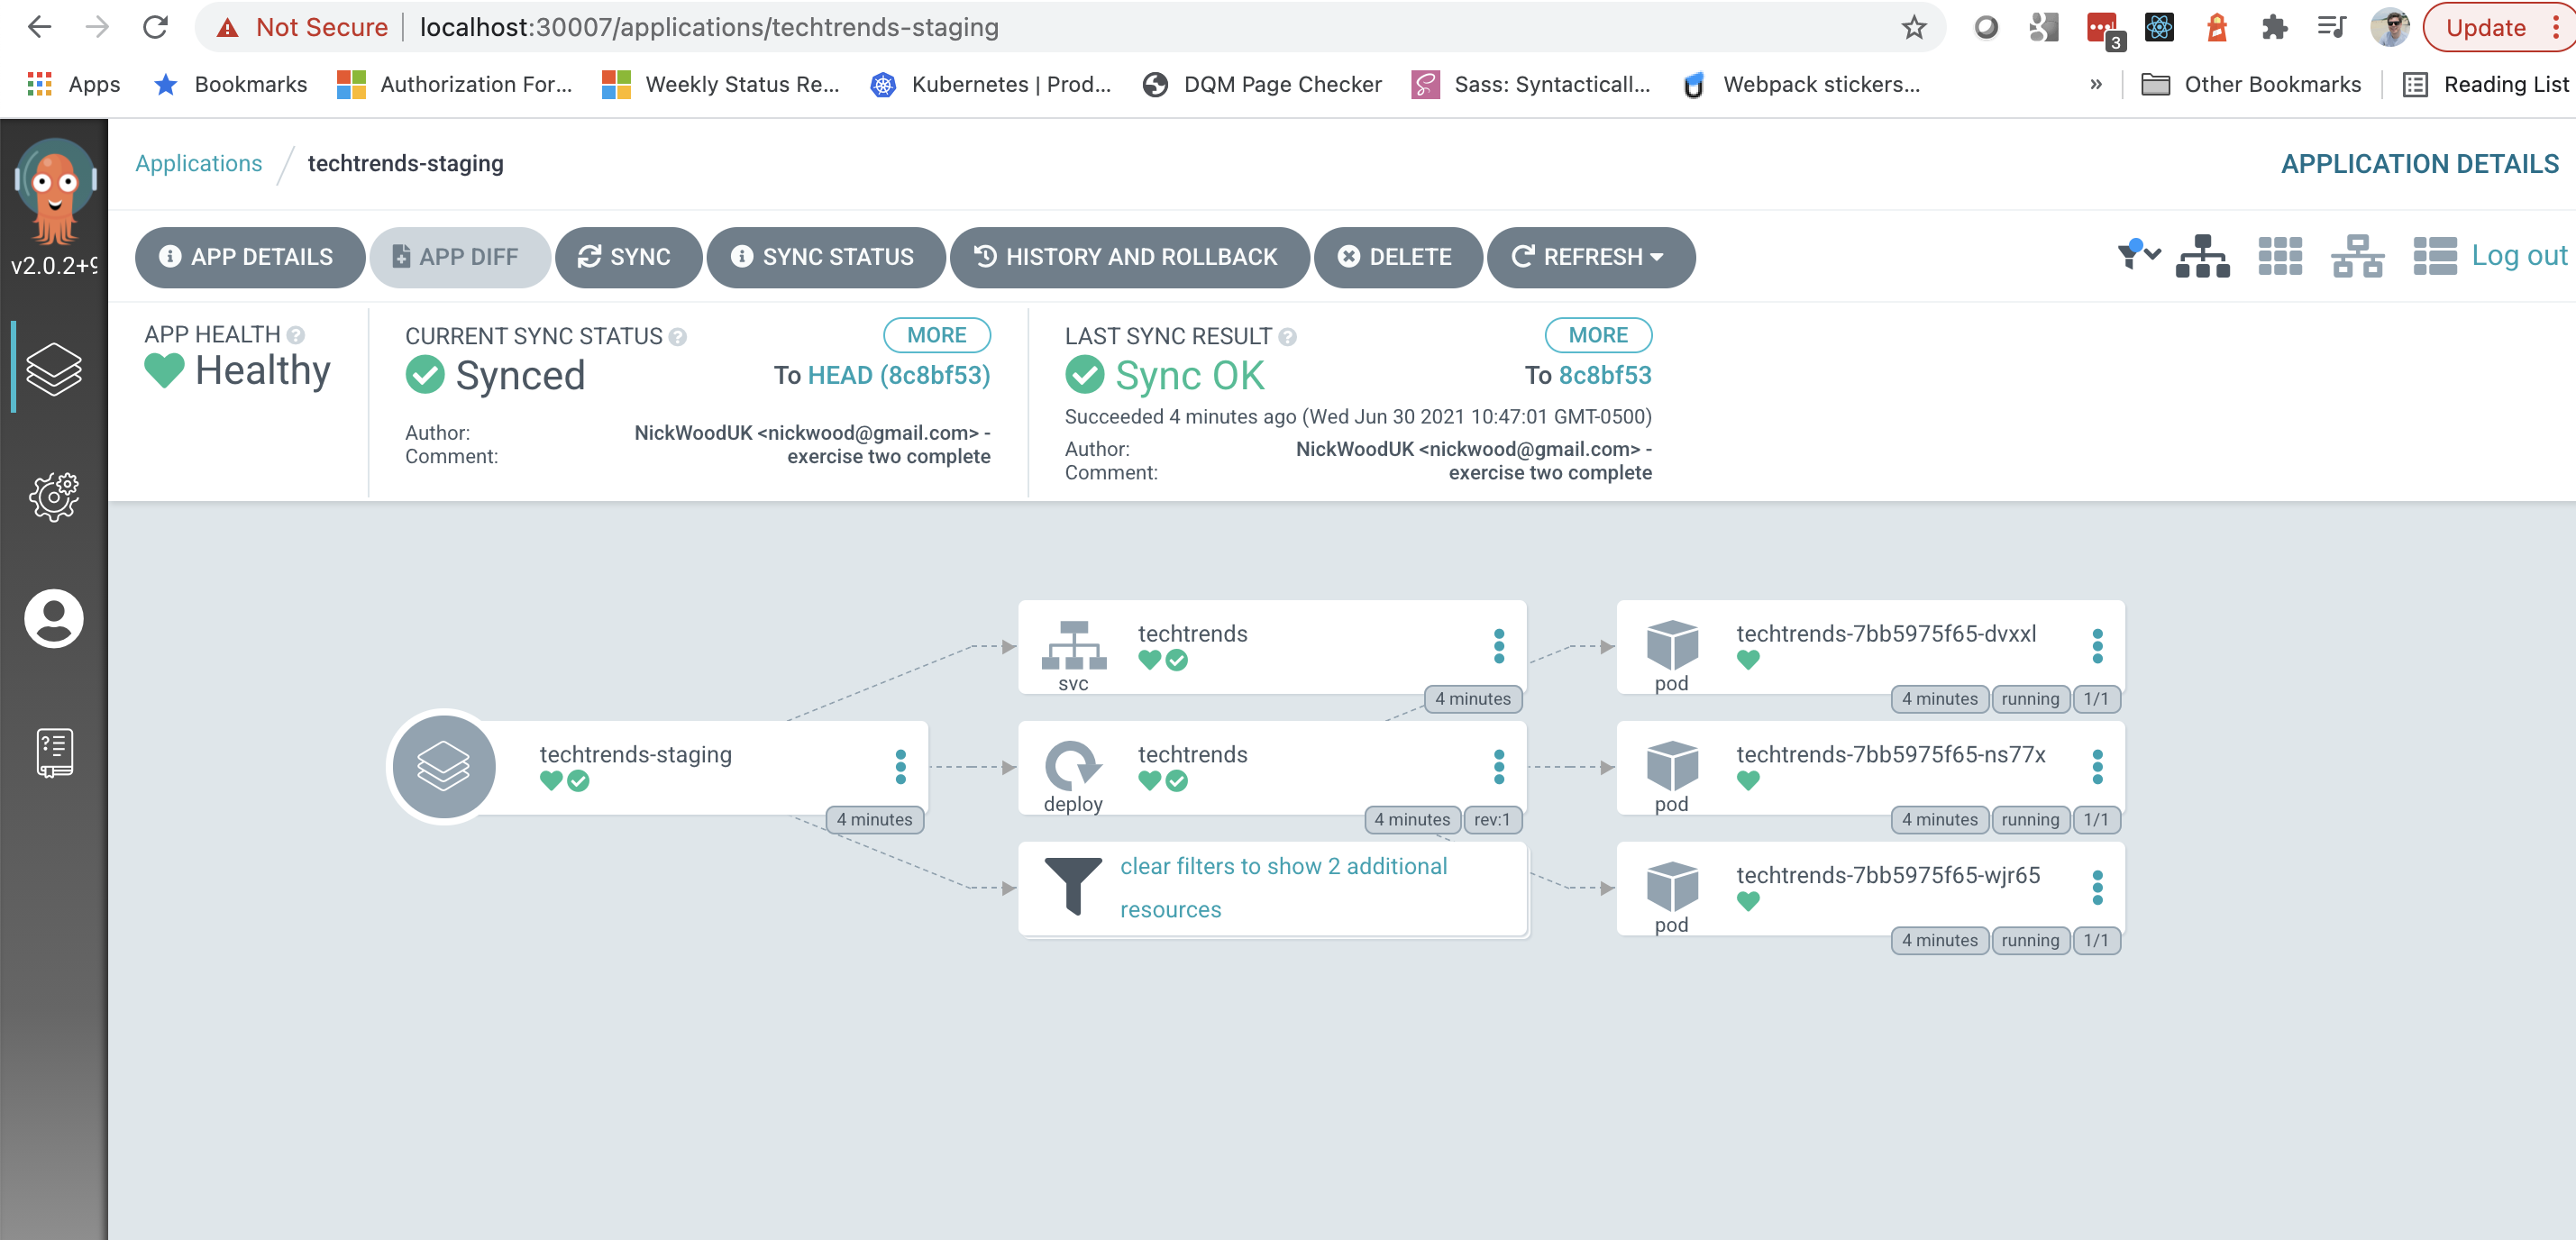 Not Secure localhost:30007/applications/techtrends-staging 3 Update
Apps Bookmarks Authorization For... Weekly Status Re... Kubernetes | Prod... DQM Page Checker Sass: Syntacticall... Webpack stickers... » Other Bookmarks Reading List
Applications / techtrends-staging APPLICATION DETAILS
v2.0.2+9
APP DETAILS APP DIFF SYNC SYNC STATUS HISTORY AND ROLLBACK DELETE REFRESH Log out
APP HEALTH CURRENT SYNC STATUS MORE LAST SYNC RESULT MORE
Healthy Synced To HEAD (8c8bf53) Sync OK To 8c8bf53
Succeeded 4 minutes ago (Wed Jun 30 2021 10:47:01 GMT-0500)
Author: NickWoodUK <nickwood@gmail.com> - Author: NickWoodUK <nickwood@gmail.com> -
Comment: exercise two complete Comment: exercise two complete
techtrends techtrends-7bb5975f65-dvxxl
svc pod
4 minutes 4 minutes running 1/1
techtrends-staging techtrends techtrends-7bb5975f65-ns77x
deploy pod
4 minutes 4 minutes rev:1 4 minutes running 1/1
clear filters to show 2 additional techtrends-7bb5975f65-wjr65
resources pod
4 minutes running 1/1